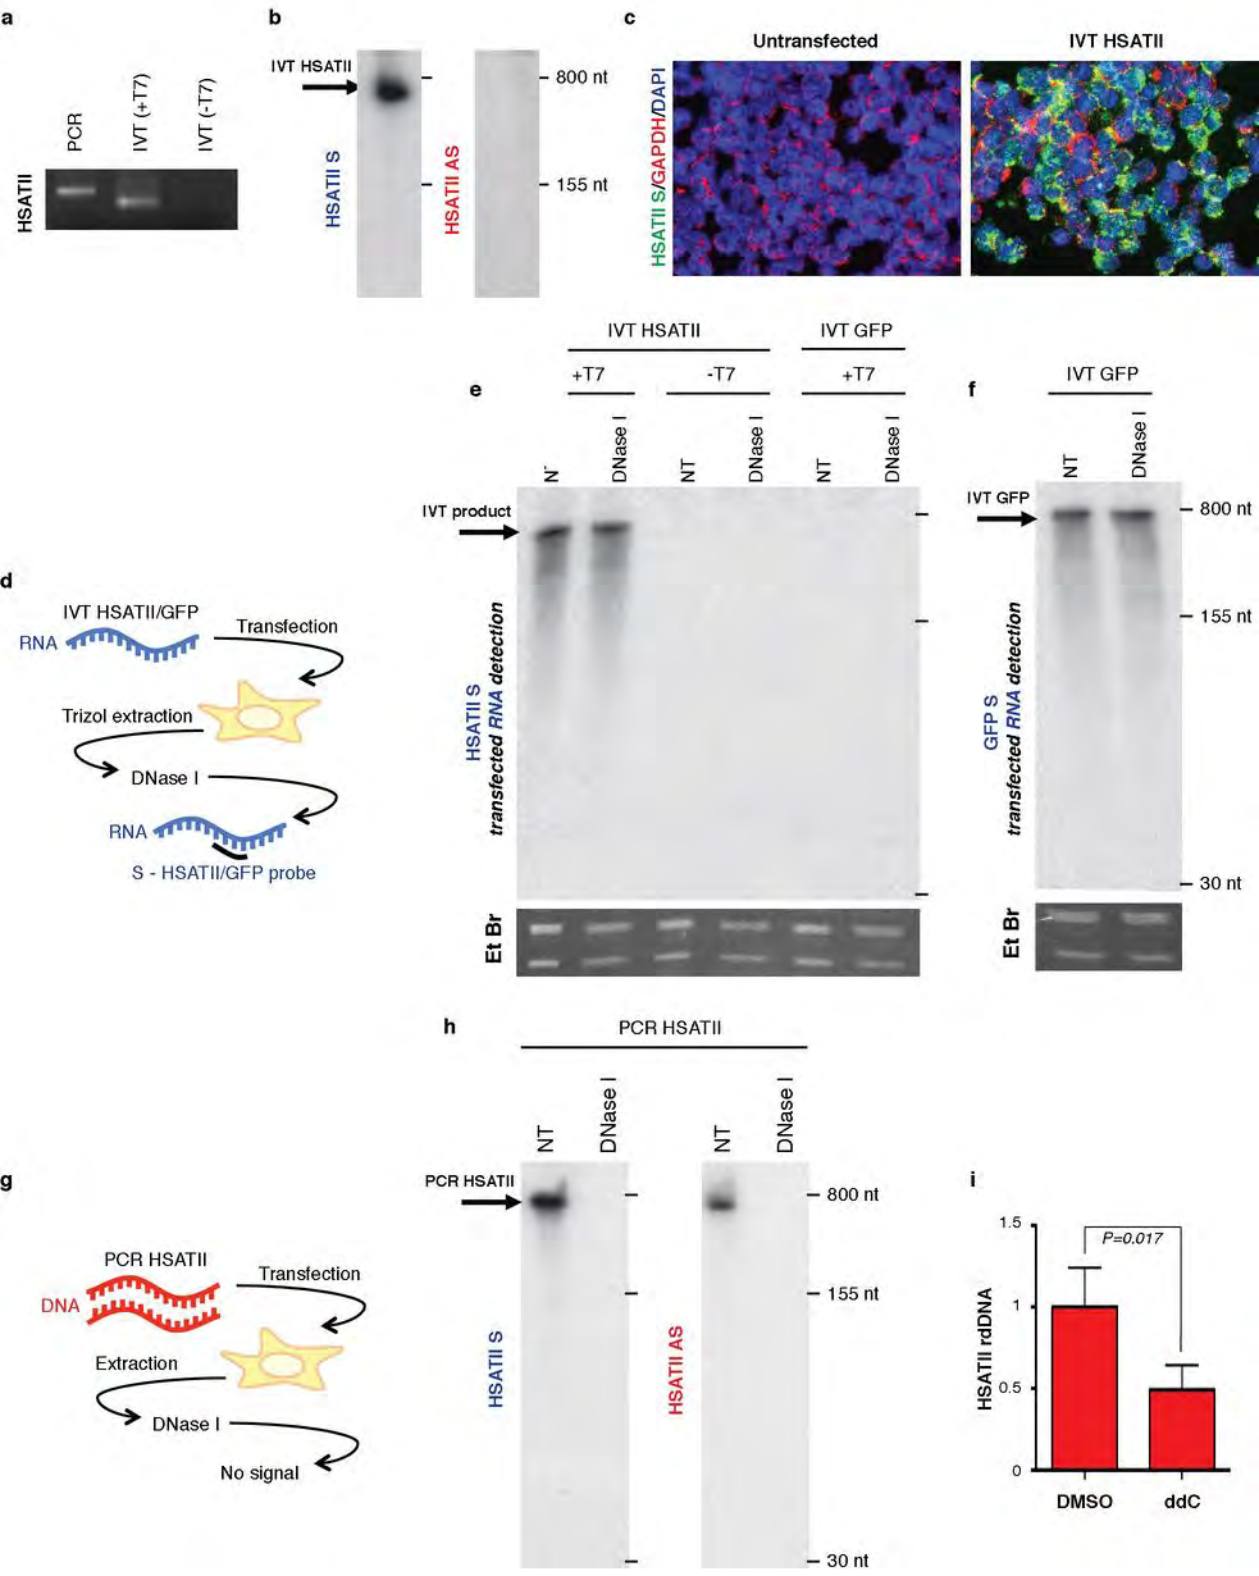 a
PCR
IVT (+T7)
IVT (-T7)
HSATII
b
IVT HSATII
HSATII S
HSATII AS
800 nt
155 nt
c
Untransfected
IVT HSATII
HSATII S/GAPDH/DAPI
d
IVT HSATII/GFP
RNA
Transfection
Trizol extraction
DNase I
RNA
S - HSATII/GFP probe
e
IVT HSATII
IVT GFP
+T7
-T7
+T7
N
DNase I
NT
DNase I
NT
DNase I
IVT product
HSATII S
transfected RNA detection
Et Br
f
IVT GFP
NT
DNase I
IVT GFP
800 nt
155 nt
30 nt
GFP S
transfected RNA detection
Et Br
g
PCR HSATII
DNA
Transfection
Extraction
DNase I
No signal
h
PCR HSATII
NT
DNase I
NT
DNase I
PCR HSATII
HSATII S
HSATII AS
800 nt
155 nt
30 nt
i
1.5
1
0.5
0
P=0.017
HSATII rdDNA
DMSO
ddC